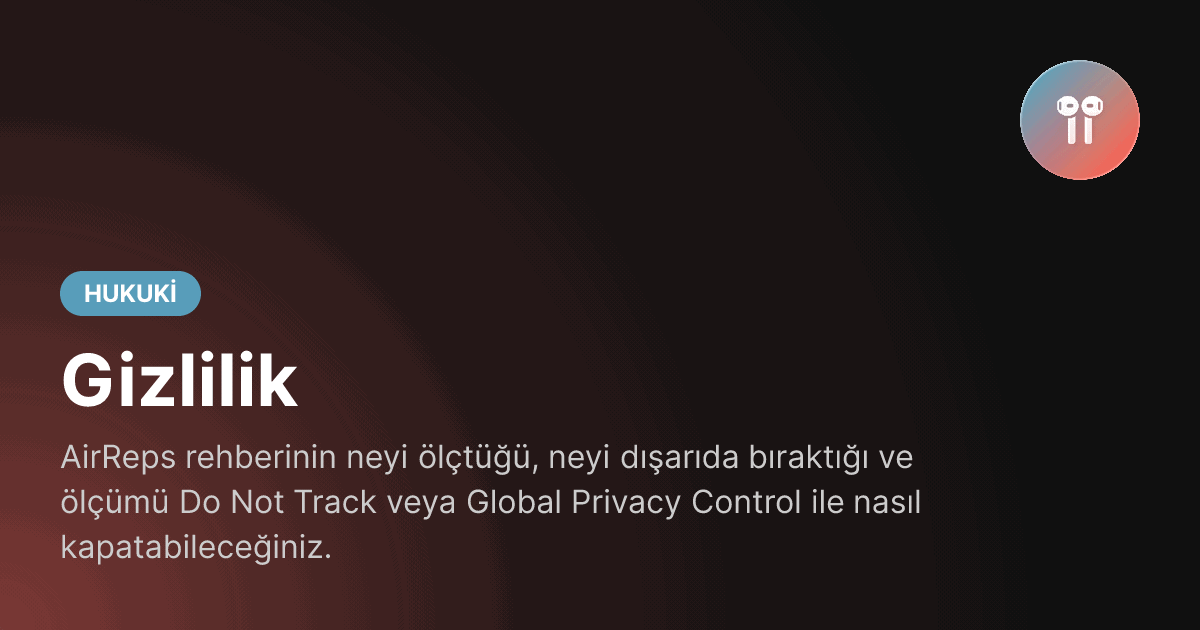 HUKUKİ
Gizlilik
AirReps rehberinin neyi ölçtüğü, neyi dışarıda bıraktığı ve
ölçümü Do Not Track veya Global Privacy Control ile nasıl
kapatabileceğiniz.